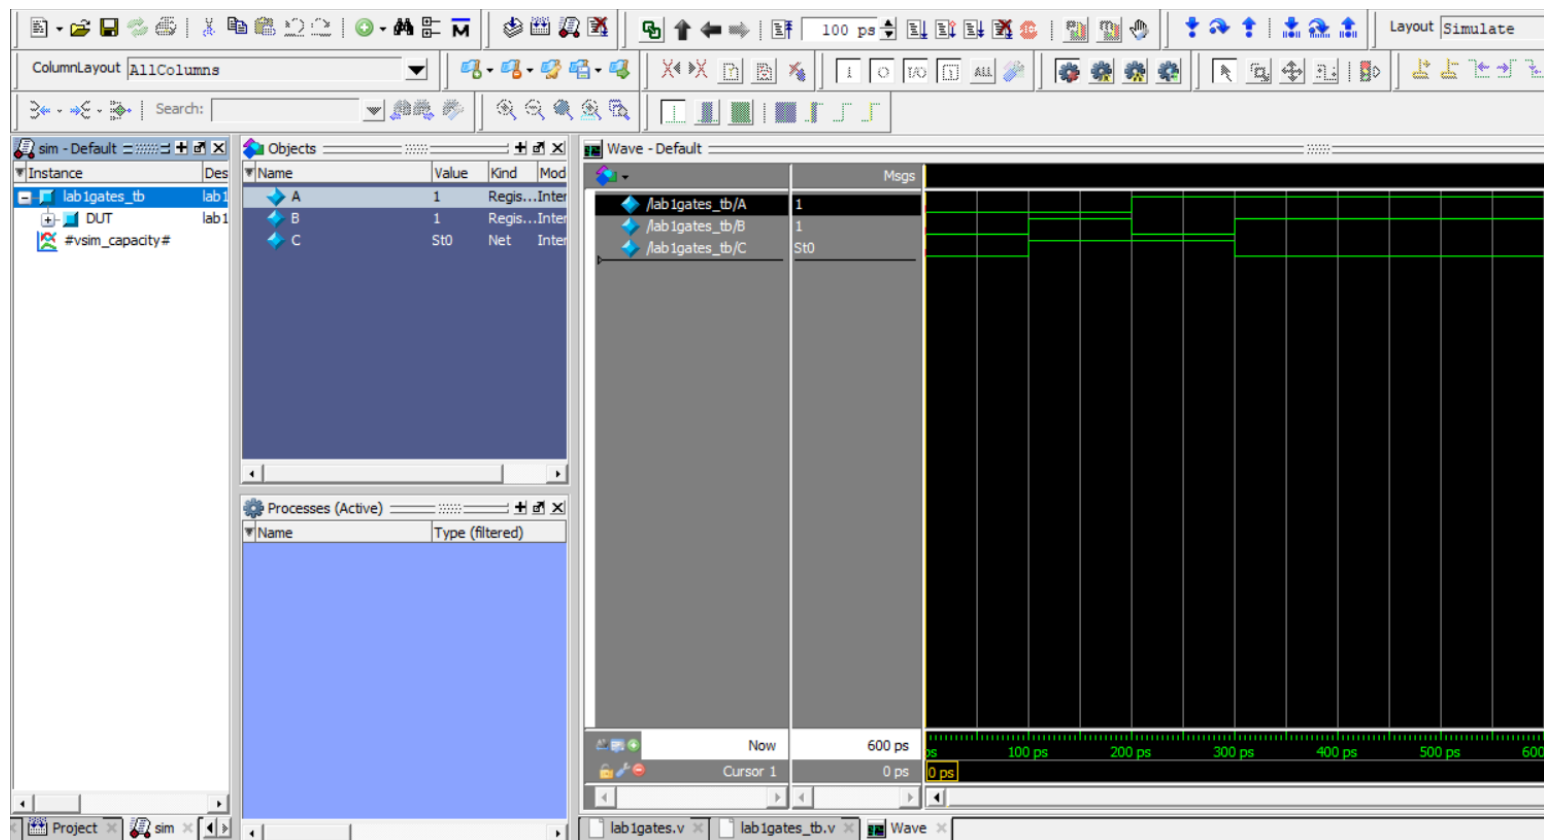 100 ps
Layout Simulate
ColumnLayout AllColumns
ALL
Search:
sim - Default
Instance Des
lab1gates_tb lab1
DUT lab1
#vsim_capacity#
Objects
Name Value Kind Mod
A 1 Regis... Inter
B 1 Regis... Inter
C St0 Net Inter
Processes (Active)
Name Type (filtered)
Wave - Default
Msgs
/lab1gates_tb/A 1
/lab1gates_tb/B 1
/lab1gates_tb/C St0
Now 600 ps
ps 100 ps 200 ps 300 ps 400 ps 500 ps 600
Cursor 1 0 ps 0 ps
Project sim
lab1gates.v lab1gates_tb.v Wave